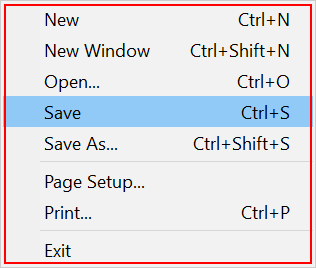 New Ctrl+N
New Window Ctrl+Shift+N
Open... Ctrl+O
Save Ctrl+S
Save As... Ctrl+Shift+S
Page Setup...
Print... Ctrl+P
Exit